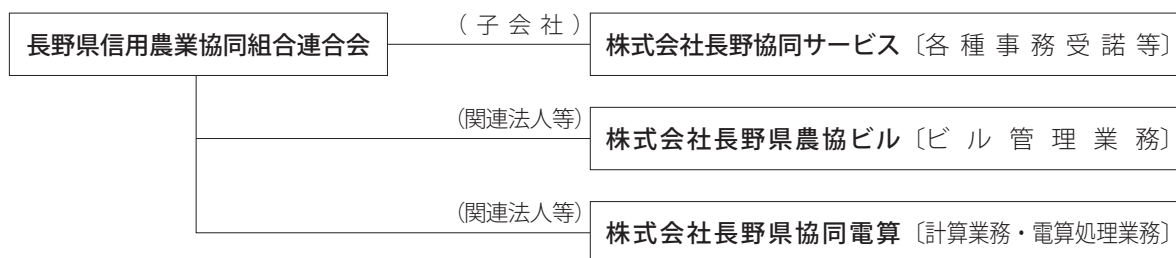 長野県信用農業協同組合連合会
(子会社)
株式会社長野協同サービス〔各種事務受諾等〕
(関連法人等)
株式会社長野県農協ビル〔ビル管理業務〕
(関連法人等)
株式会社長野県協同電算〔計算業務・電算処理業務〕